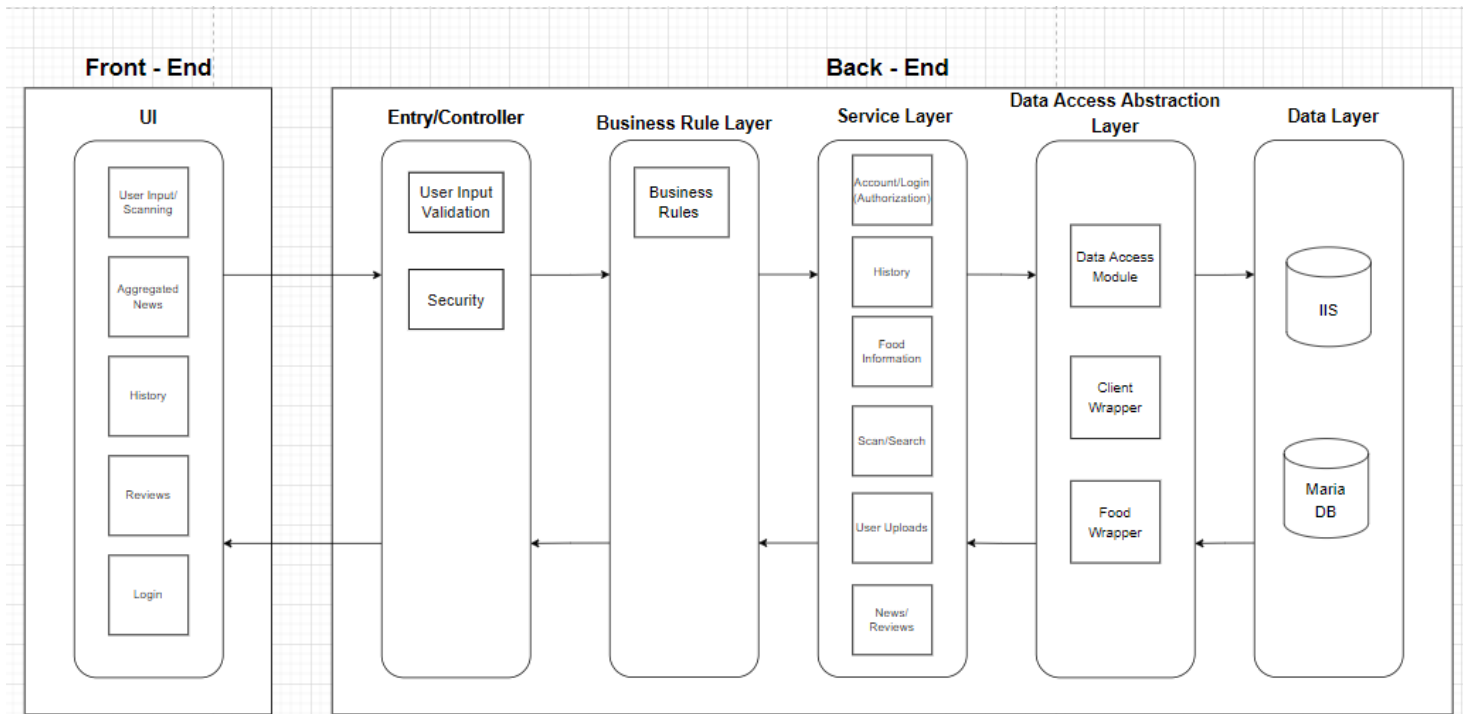 Front - End
Back - End
UI
User Input/
Scanning
Aggregated
News
History
Reviews
Login
Entry/Controller
User Input
Validation
Security
Business Rule Layer
Business
Rules
Service Layer
Account/Login
(Authorization)
History
Food
Information
Scan/Search
User Uploads
News/
Reviews
Data Access Abstraction
Layer
Data Access
Module
Client
Wrapper
Food
Wrapper
Data Layer
IIS
Maria
DB